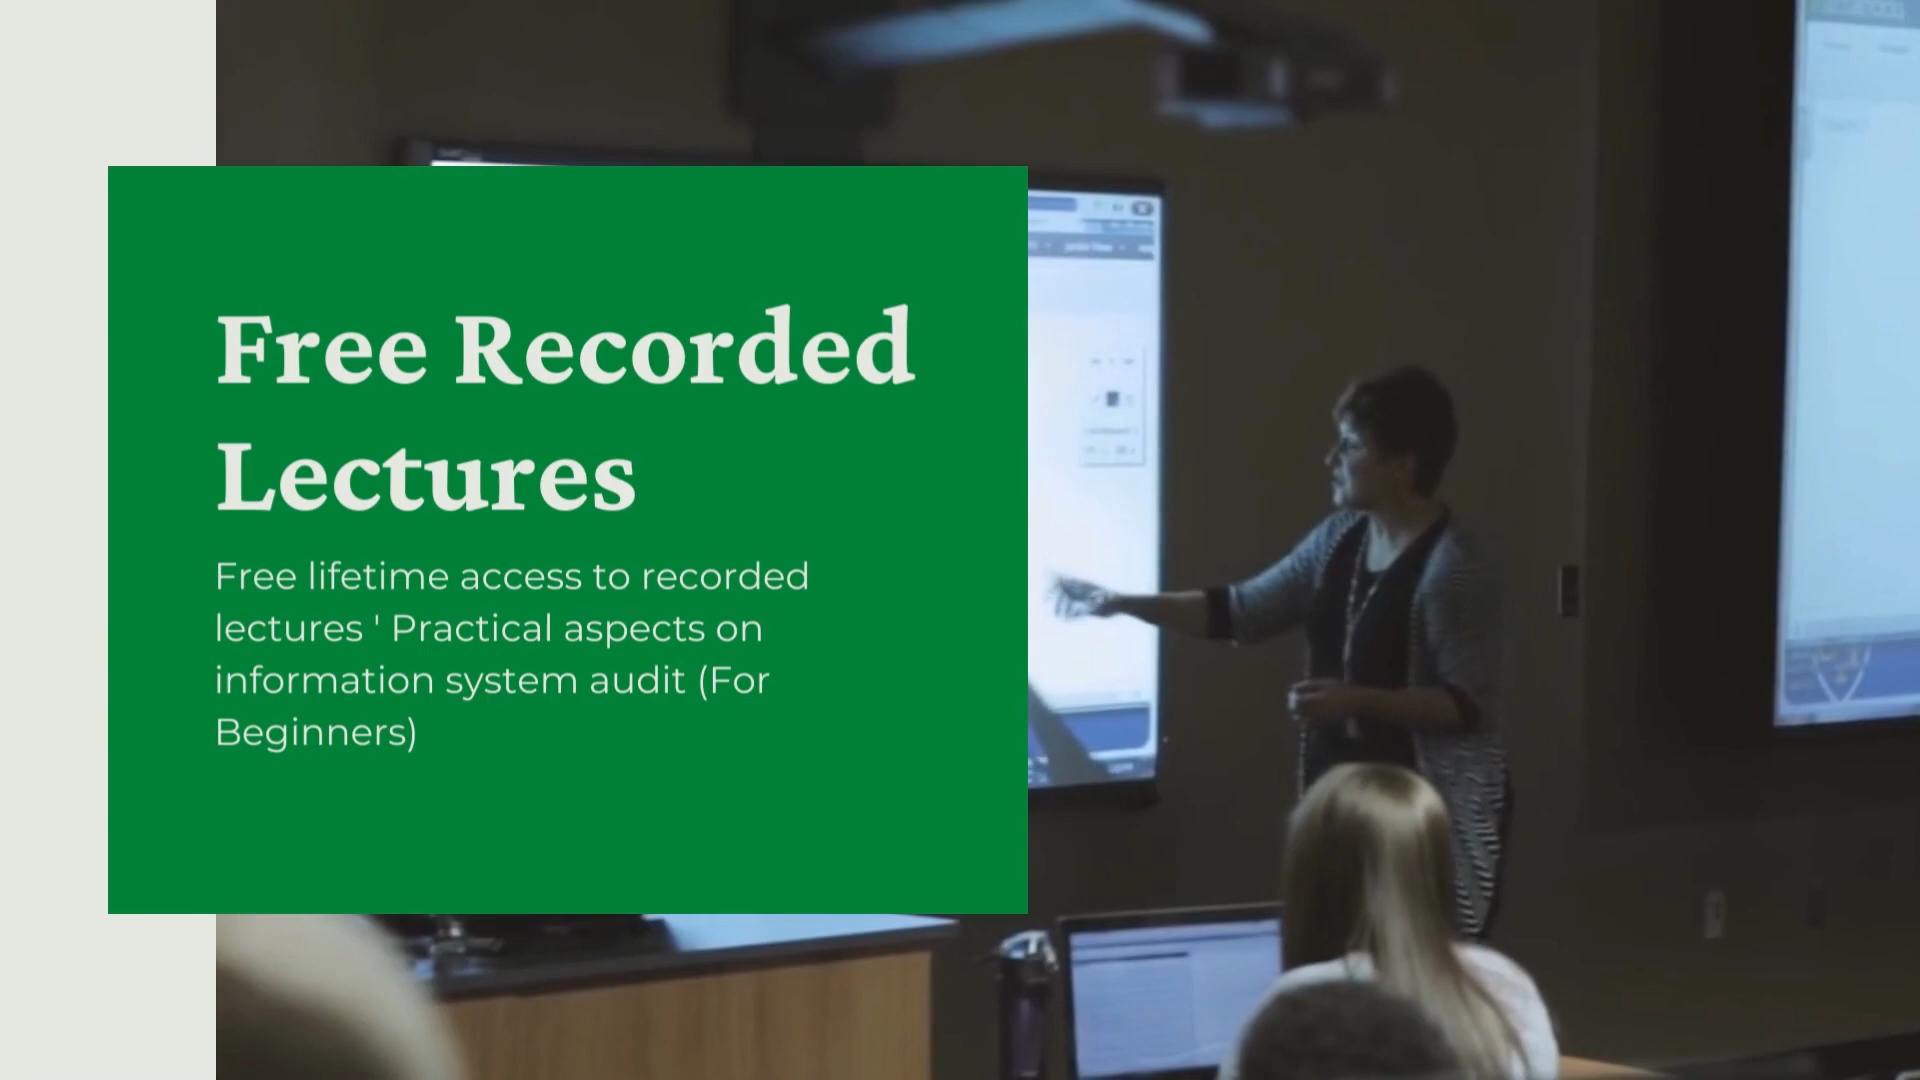 Free Recorded
Lectures
Free lifetime access to recorded
lectures ' Practical aspects on
information system audit (For
Beginners)